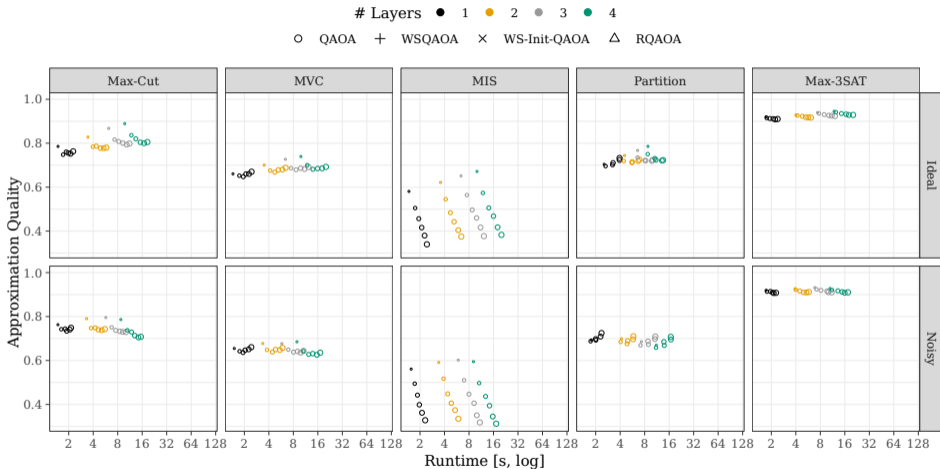 # Layers 1 2 3 4
QAOA WSQAOA WS-Init-QAOA RQAOA
Max-Cut MVC MIS Partition Max-3SAT
1.0
0.8
0.6
0.4
Ideal
1.0
0.8
0.6
0.4
Noisy
Approximation Quality
2 4 8 16 32 64 128 2 4 8 16 32 64 128 2 4 8 16 32 64 128 2 4 8 16 32 64 128 2 4 8 16 32 64 128
Runtime [s, log]